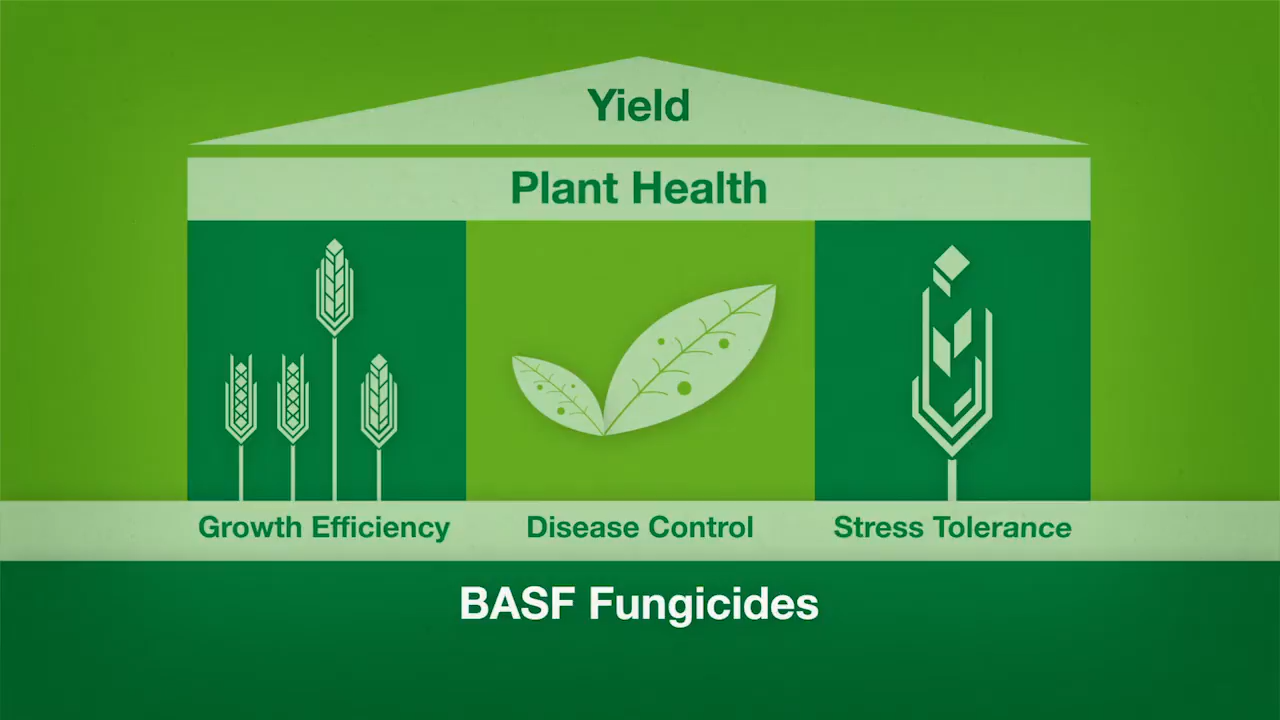 Yield
Plant Health
Growth Efficiency
Disease Control
Stress Tolerance
BASF Fungicides